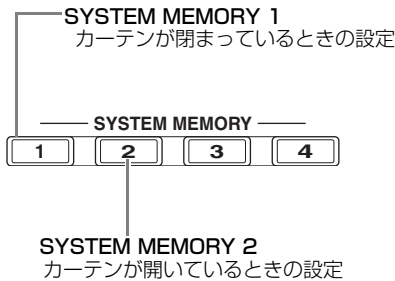 SYSTEM MEMORY 1
カーテンが閉まっているときの設定
SYSTEM MEMORY
1 2 3 4
SYSTEM MEMORY 2
カーテンが開いているときの設定